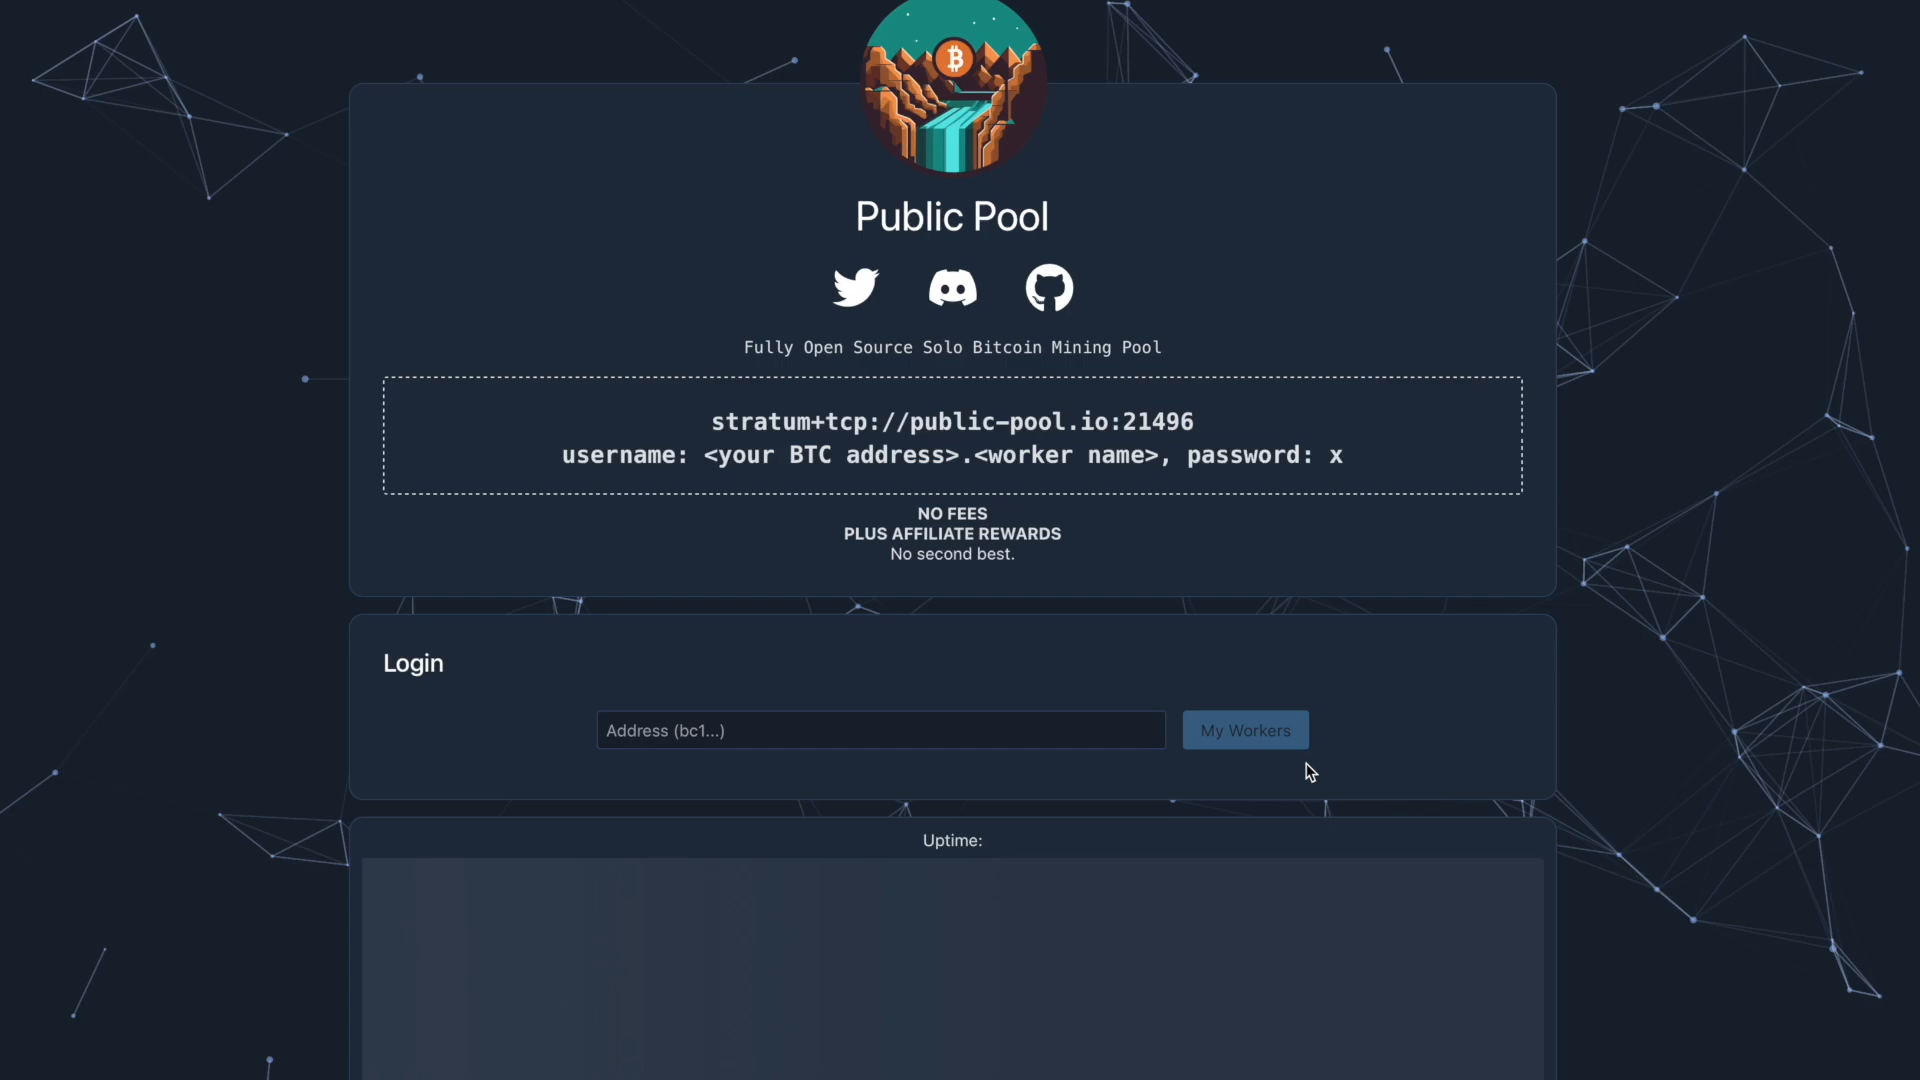 ₿
Public Pool
Fully Open Source Solo Bitcoin Mining Pool
stratum+tcp://public-pool.io:21496
username: <your BTC address>.<worker name>, password: x
NO FEES
PLUS AFFILIATE REWARDS
No second best.
Login
Address (bc1...)
My Workers
Uptime: